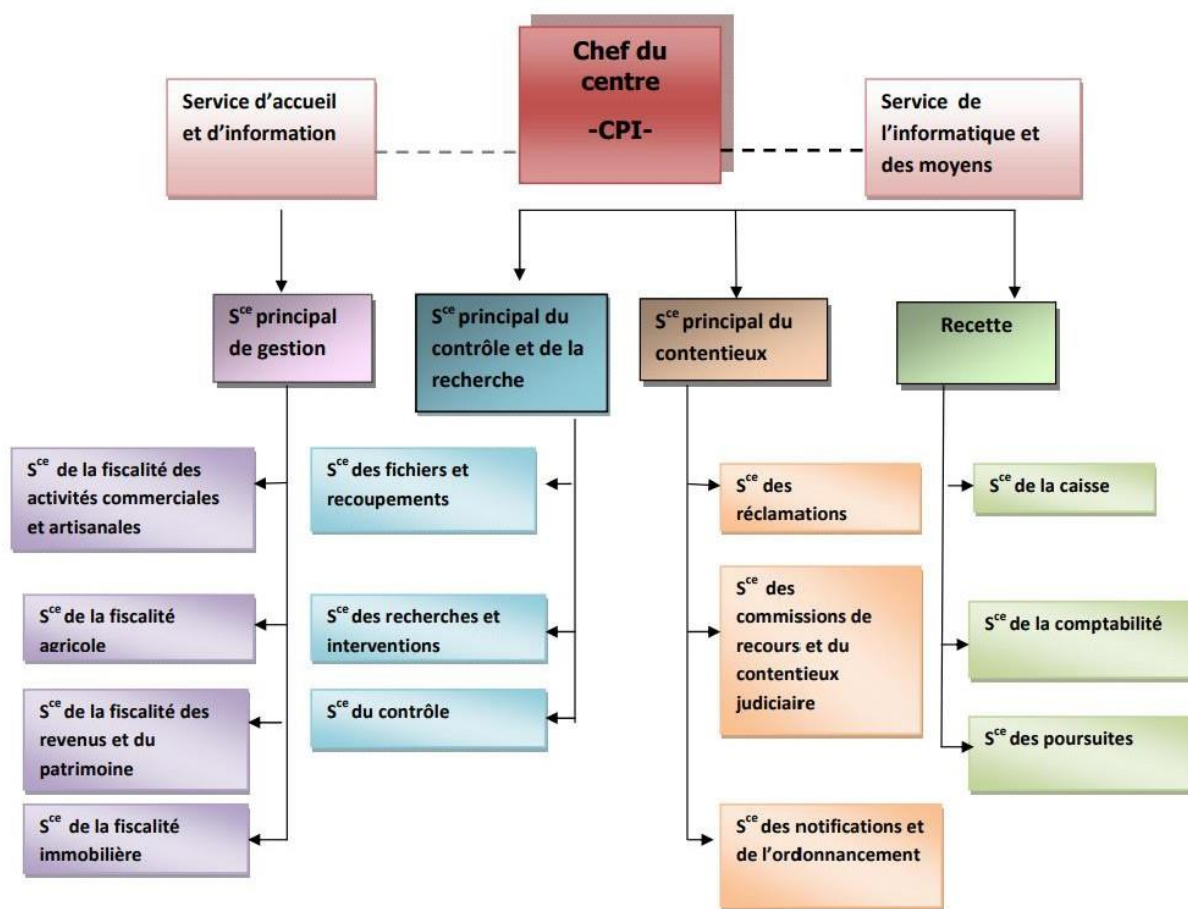 Chef du
centre
-CPI-
Service d’accueil
et d’information
Service de
l’informatique et
des moyens
Sce principal
de gestion
Sce principal du
contrôle et de la
recherche
Sce principal du
contentieux
Recette
Sce de la fiscalité des
activités commerciales
et artisanales
Sce de la fiscalité
agricole
Sce de la fiscalité des
revenus et du
patrimoine
Sce de la fiscalité
immobilière
Sce des fichiers et
recoupements
Sce des recherches et
interventions
Sce du contrôle
Sce des
réclamations
Sce des
commissions de
recours et du
contentieux
judiciaire
Sce des notifications et
de l’ordonnancement
Sce de la caisse
Sce de la comptabilité
Sce des poursuites